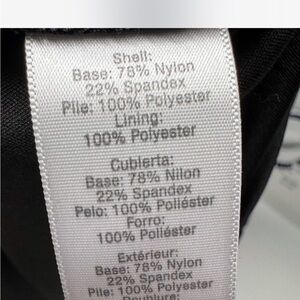 Shell:
Base: 78% Nylon
22% Spandex
Pile: 100% Polyester
Lining:
100% Polyester
Cubierta:
Base: 78% Nilon
22% Spandex
Pelo: 100% Poliéster
Forro:
100% Poliéster
Extérieur:
Base: 78% Nylon
22% Spandex
Pile: 100% Polyester
Doublure: